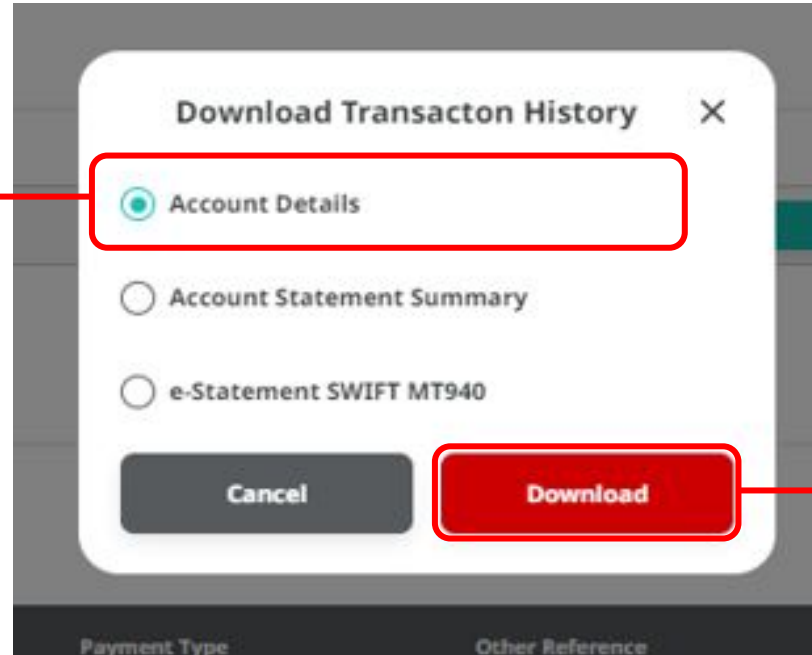 Download Transacton History
Account Details
Account Statement Summary
e-Statement SWIFT MT940
Cancel Download
Payment Type Other Reference